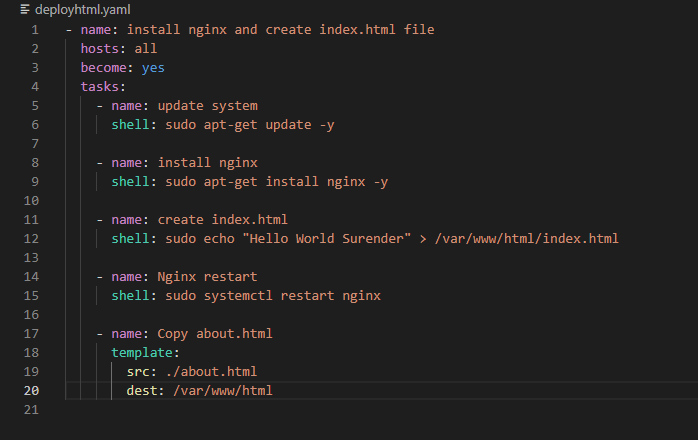 deployhtml.yaml
1 - name: install nginx and create index.html file
2 hosts: all
3 become: yes
4 tasks:
5 - name: update system
6 shell: sudo apt-get update -y
7
8 - name: install nginx
9 shell: sudo apt-get install nginx -y
10
11 - name: create index.html
12 shell: sudo echo "Hello World Surender" > /var/www/html/index.html
13
14 - name: Nginx restart
15 shell: sudo systemctl restart nginx
16
17 - name: Copy about.html
18 template:
19 src: ./about.html
20 dest: /var/www/html
21